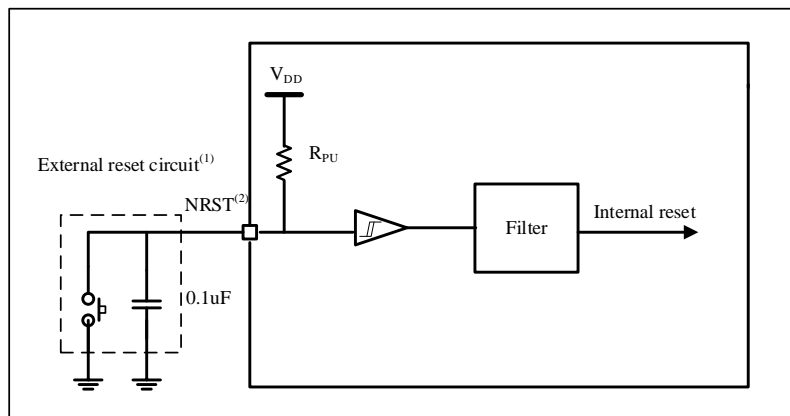 V_DD
R_PU
External reset circuit^(1)
NRST^(2)
Filter
Internal reset
0.1uF